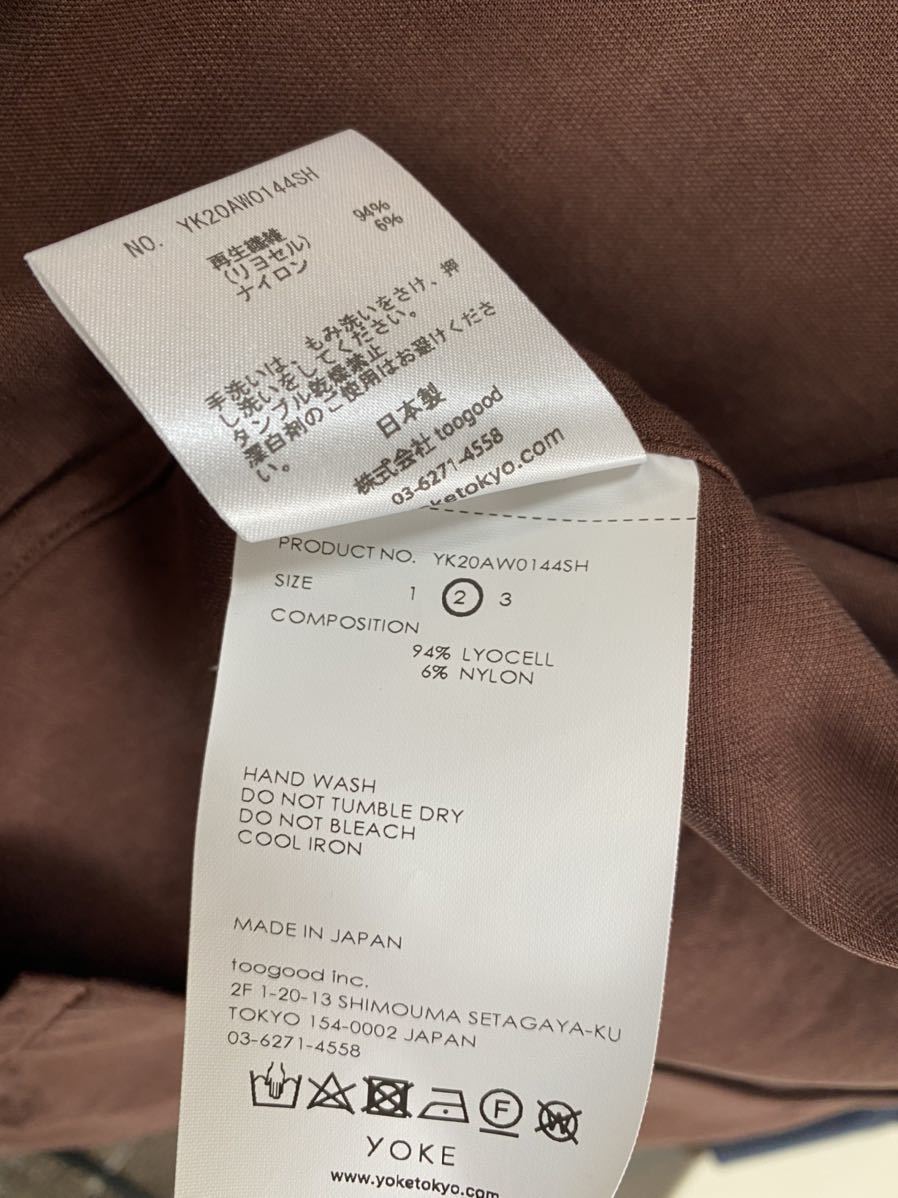 NO. YK20AW0144SH
再生繊維 94%
(リヨセル) 6%
ナイロン
手洗いは、もみ洗いをさけ、押
し洗いをしてください。
タンブル乾燥禁止
漂白剤のご使用はお避けくださ
い。
日本製
株式会社 toogood
03-6271-4558
ketokyo.com
PRODUCT NO. YK20AW0144SH
SIZE 1 2 3
COMPOSITION
94% LYOCELL
6% NYLON
HAND WASH
DO NOT TUMBLE DRY
DO NOT BLEACH
COOL IRON
MADE IN JAPAN
toogood inc.
2F 1-20-13 SHIMOUMA SETAGAYA-KU
TOKYO 154-0002 JAPAN
03-6271-4558
F W
YOKE
www.yoketokyo.com